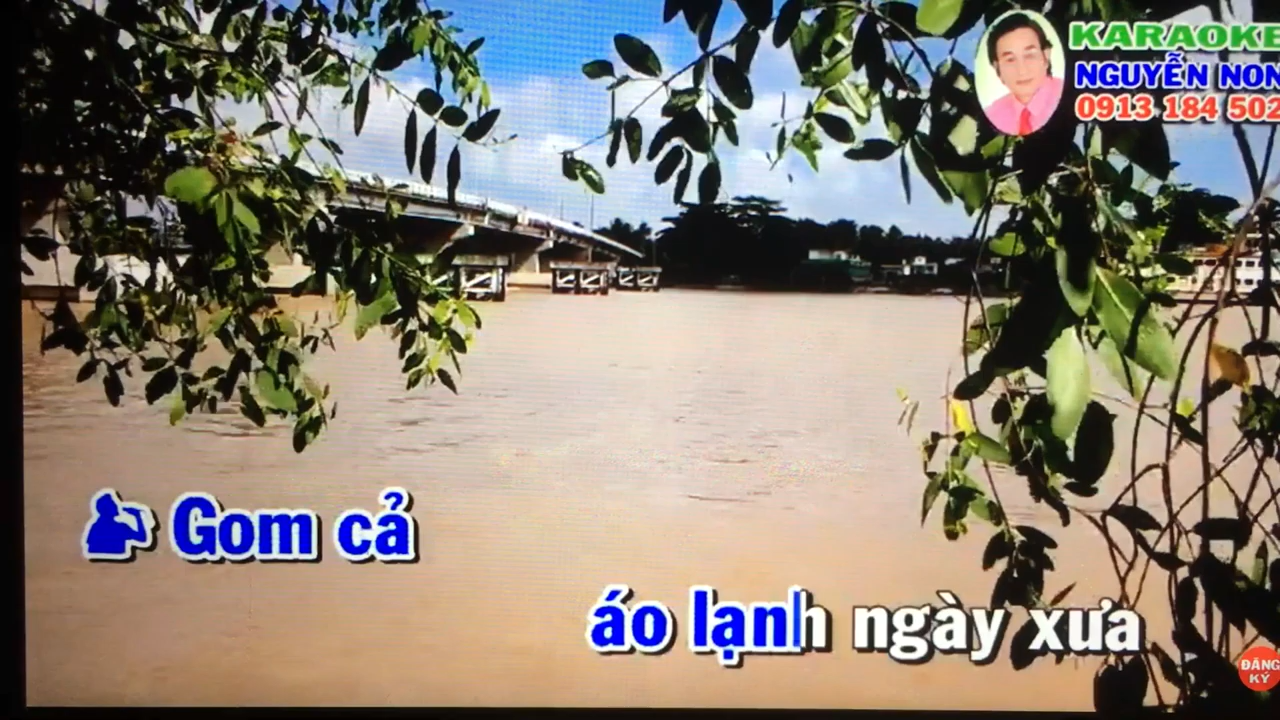 KARAOKE
NGUYỄN NON
0913 184 502
Gom cả
áo lạnh ngày xưa
ĐĂNG
KÝ